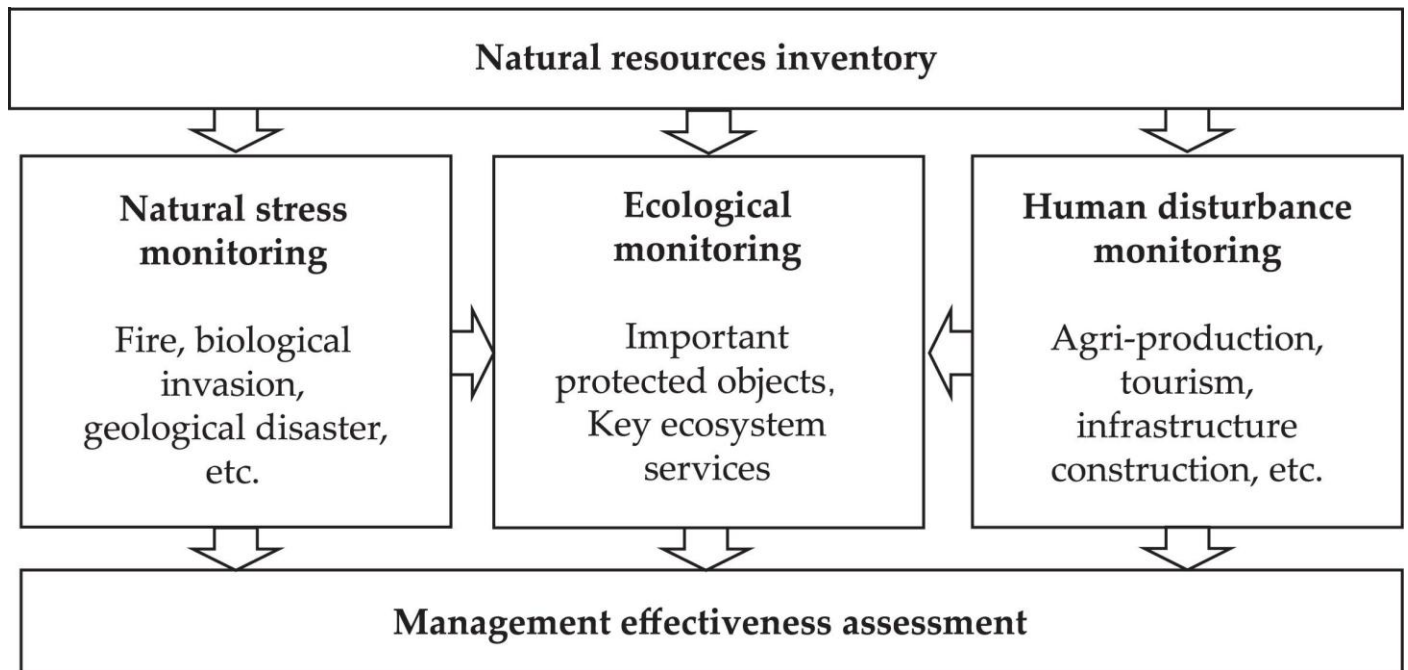 Natural resources inventory
Natural stress
monitoring
Fire, biological
invasion,
geological disaster,
etc.
Ecological
monitoring
Important
protected objects,
Key ecosystem
services
Human disturbance
monitoring
Agri-production,
tourism,
infrastructure
construction, etc.
Management effectiveness assessment